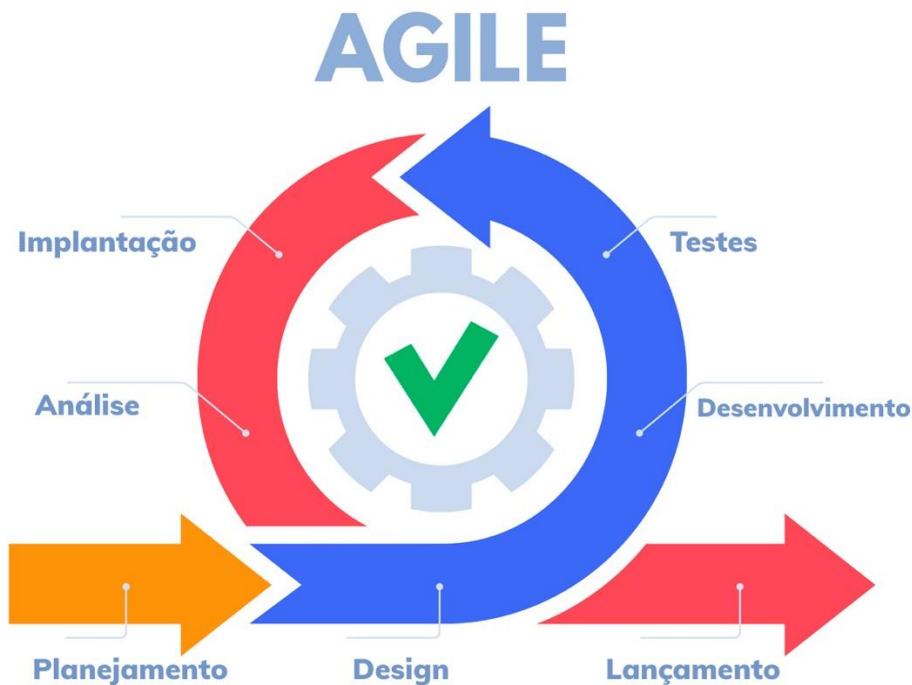 AGILE
Implantação
Testes
Análise
Desenvolvimento
Planejamento
Design
Lançamento